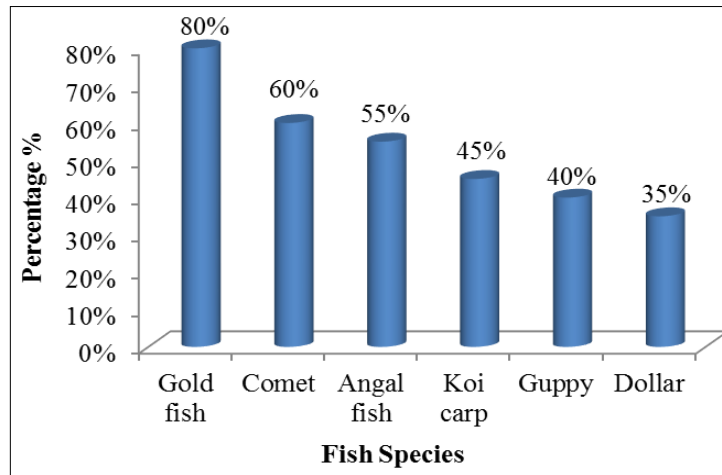 80%
60%
55%
45%
40%
35%
80%
70%
60%
50%
40%
30%
20%
10%
0%
Percentage %
Gold fish
Comet
Angal fish
Koi carp
Guppy
Dollar
Fish Species